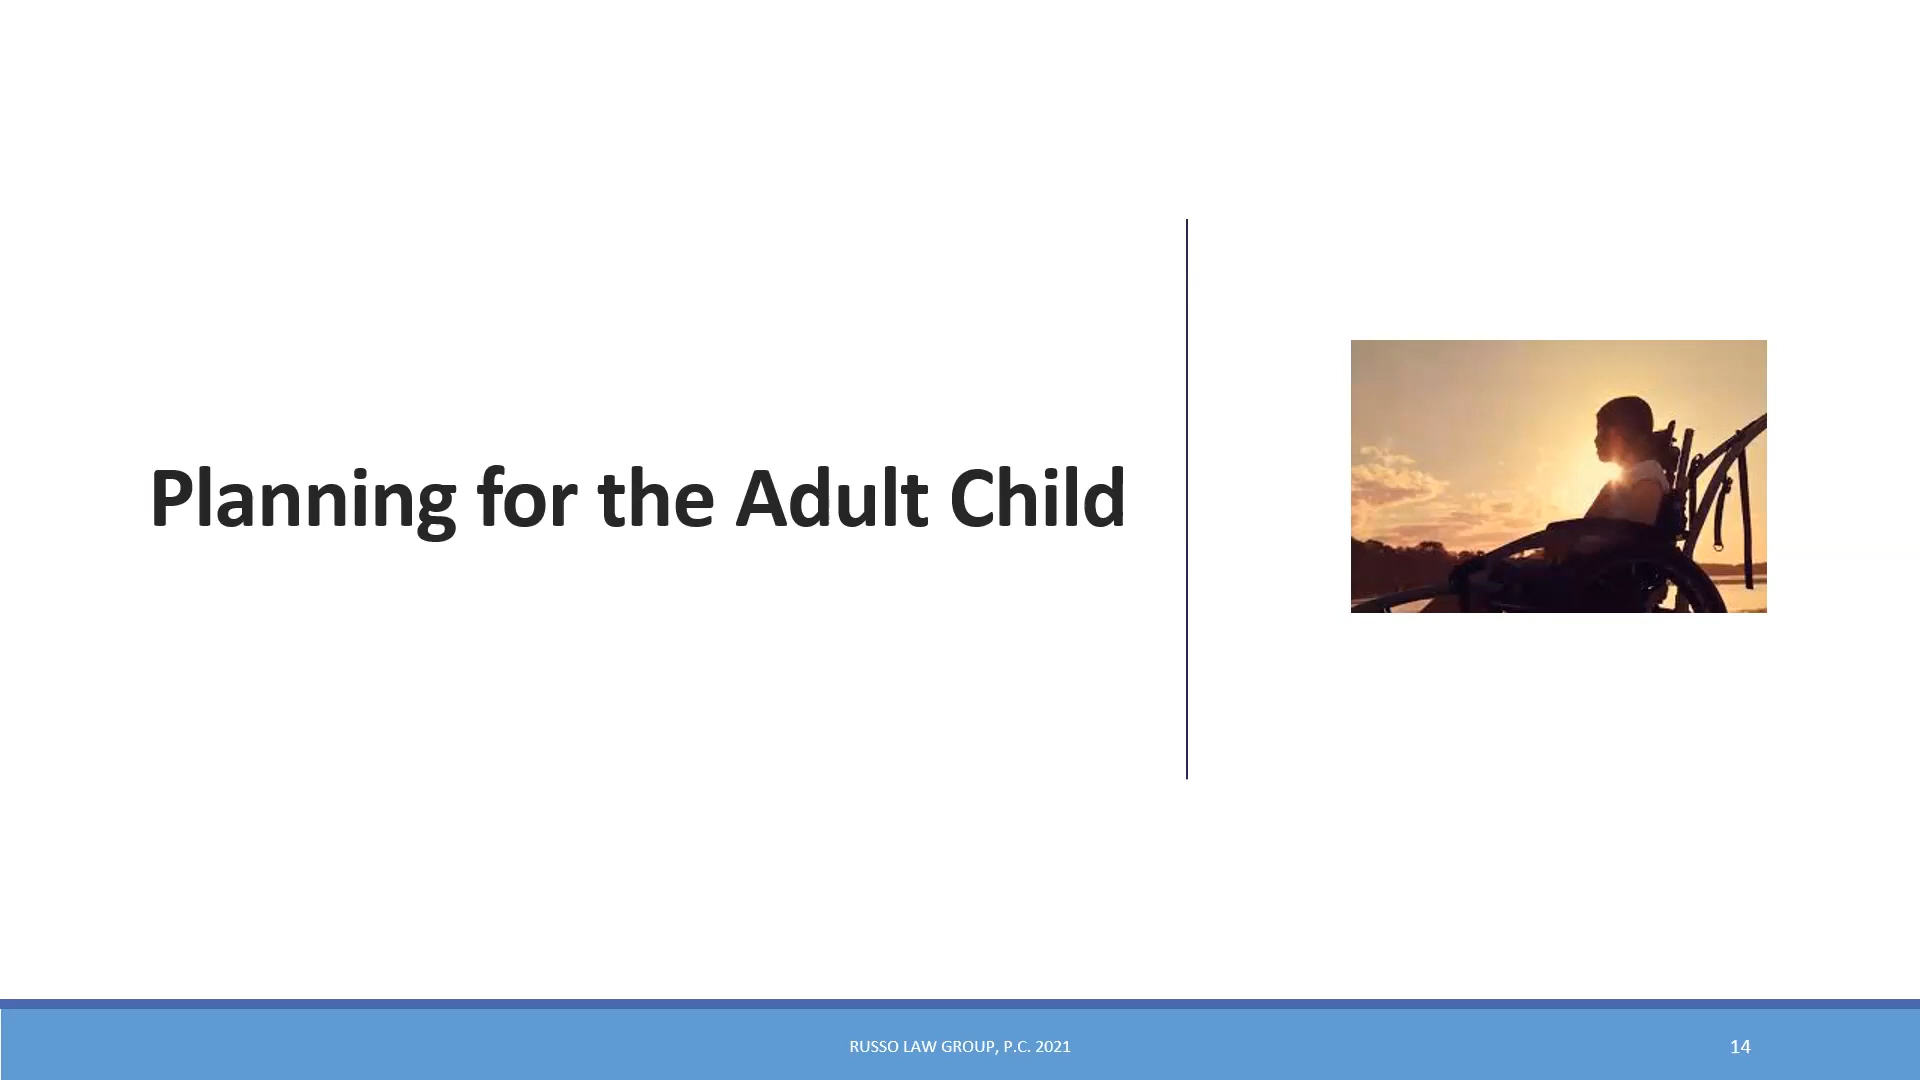 Planning for the Adult Child
RUSSO LAW GROUP, P.C. 2021
14